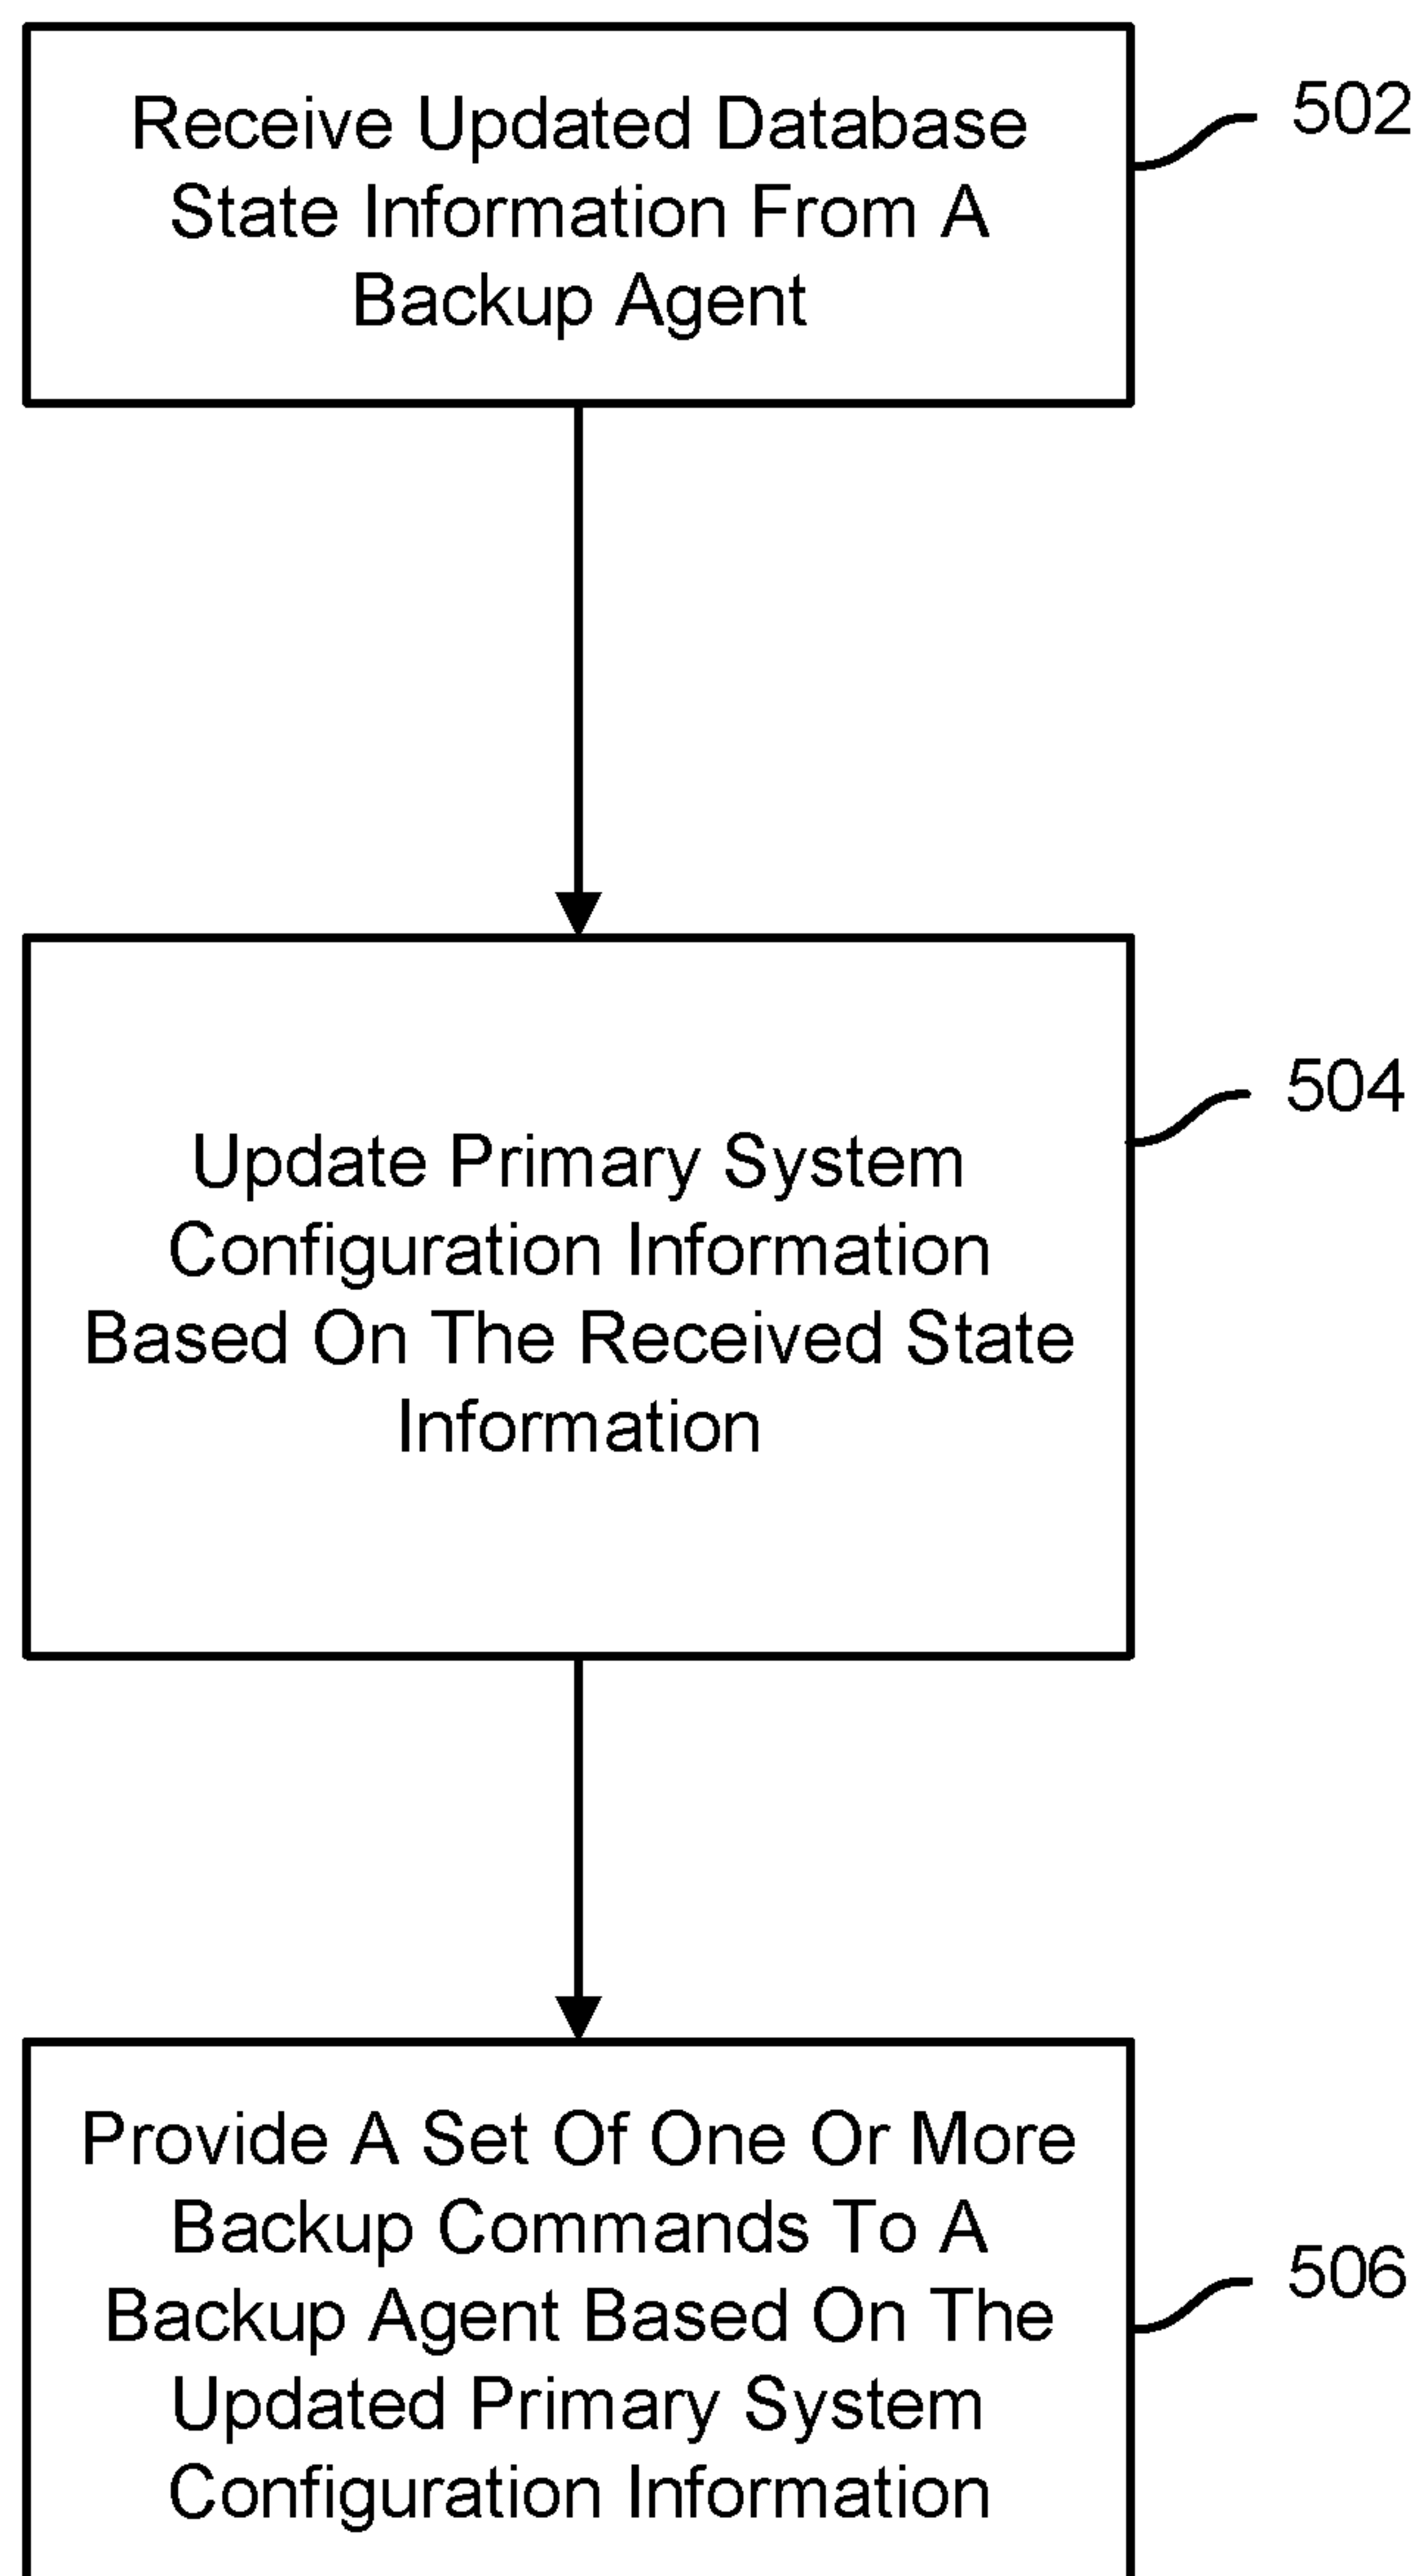 Receive Updated Database
State Information From A
Backup Agent
502
Update Primary System
Configuration Information
Based On The Received State
Information
504
Provide A Set Of One Or More
Backup Commands To A
Backup Agent Based On The
Updated Primary System
Configuration Information
506